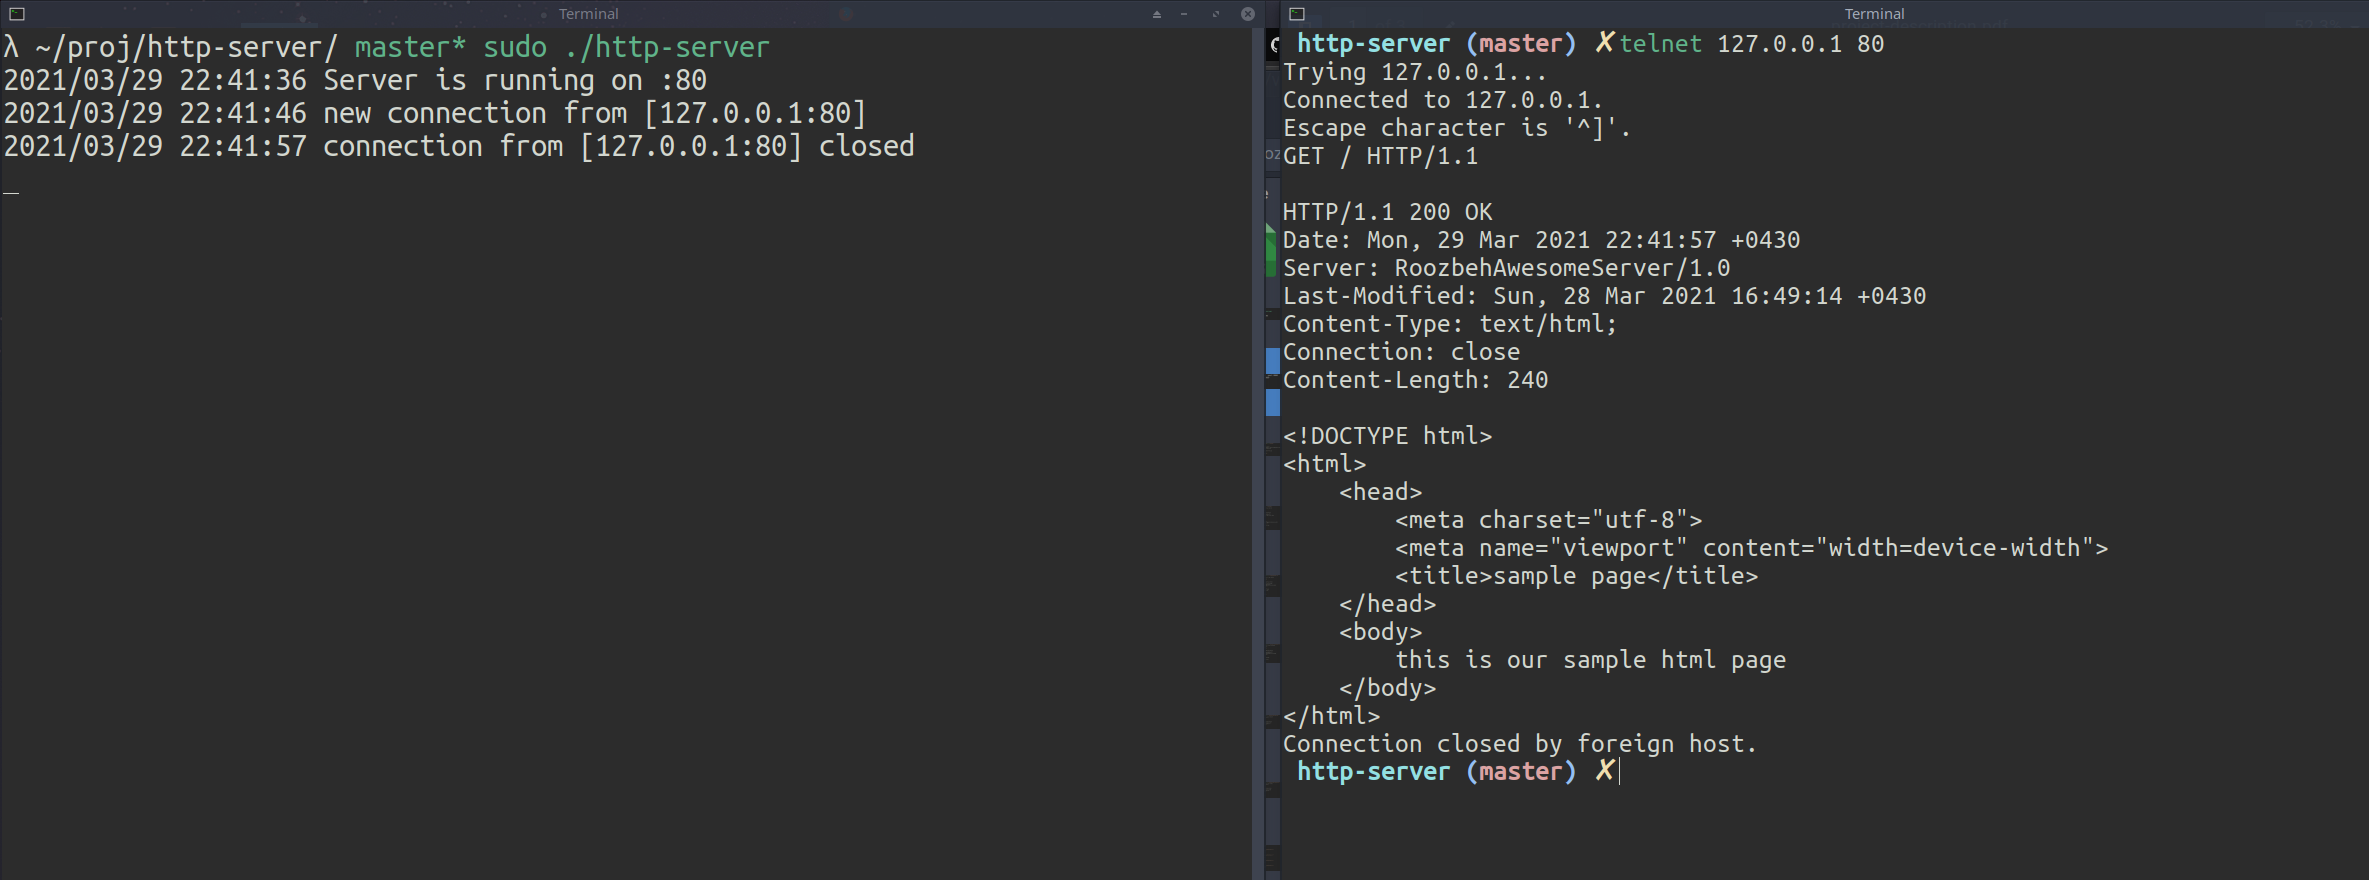 Terminal
λ ~/proj/http-server/ master* sudo ./http-server
2021/03/29 22:41:36 Server is running on :80
2021/03/29 22:41:46 new connection from [127.0.0.1:80]
2021/03/29 22:41:57 connection from [127.0.0.1:80] closed
Terminal
http-server (master) ✗telnet 127.0.0.1 80
Trying 127.0.0.1...
Connected to 127.0.0.1.
Escape character is '^]'.
GET / HTTP/1.1
HTTP/1.1 200 OK
Date: Mon, 29 Mar 2021 22:41:57 +0430
Server: RoozbehAwesomeServer/1.0
Last-Modified: Sun, 28 Mar 2021 16:49:14 +0430
Content-Type: text/html;
Connection: close
Content-Length: 240
<!DOCTYPE html>
<html>
    <head>
        <meta charset="utf-8">
        <meta name="viewport" content="width=device-width">
        <title>sample page</title>
    </head>
    <body>
        this is our sample html page
    </body>
</html>
Connection closed by foreign host.
http-server (master) ✗